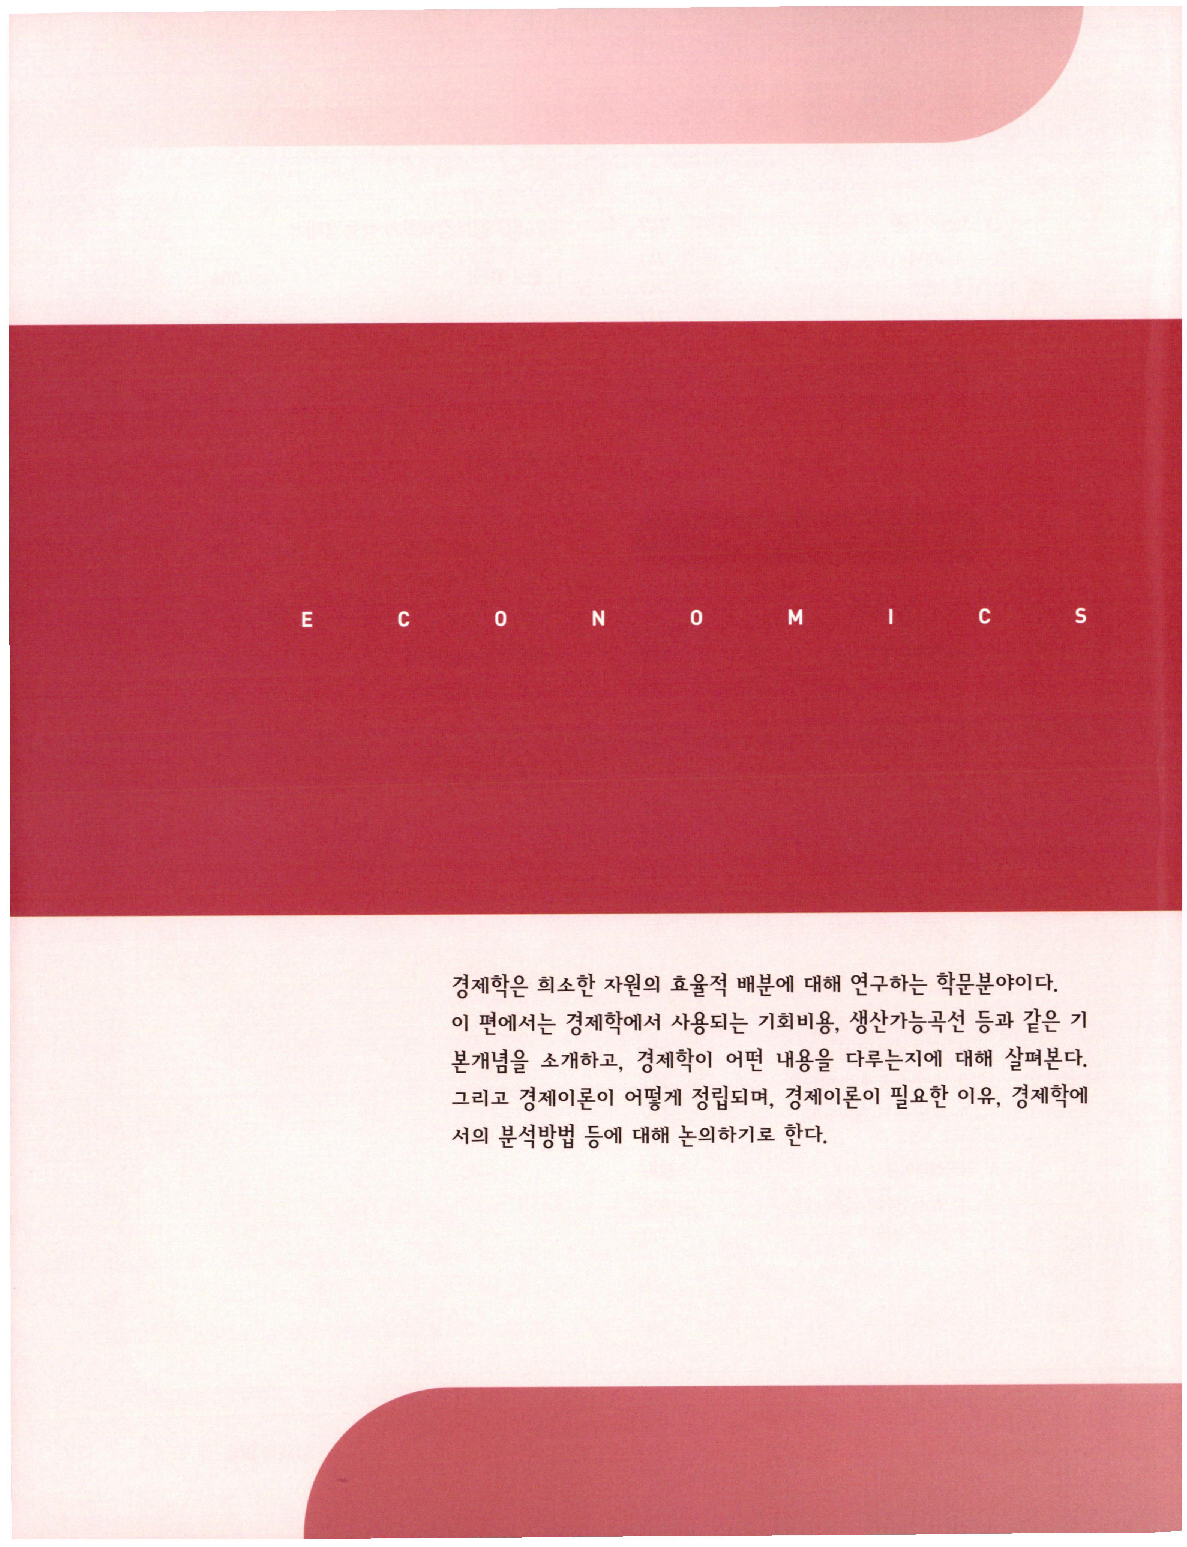 E C O N O M I C S
경제학은 희소한 자원의 효율적 배분에 대해 연구하는 학문분야이다.
이 편에서는 경제학에서 사용되는 기회비용, 생산가능곡선 등과 같은 기
본개념을 소개하고, 경제학이 어떤 내용을 다루는지에 대해 살펴본다.
그리고 경제이론이 어떻게 정립되며, 경제이론이 필요한 이유, 경제학에
서의 분석방법 등에 대해 논의하기로 한다.